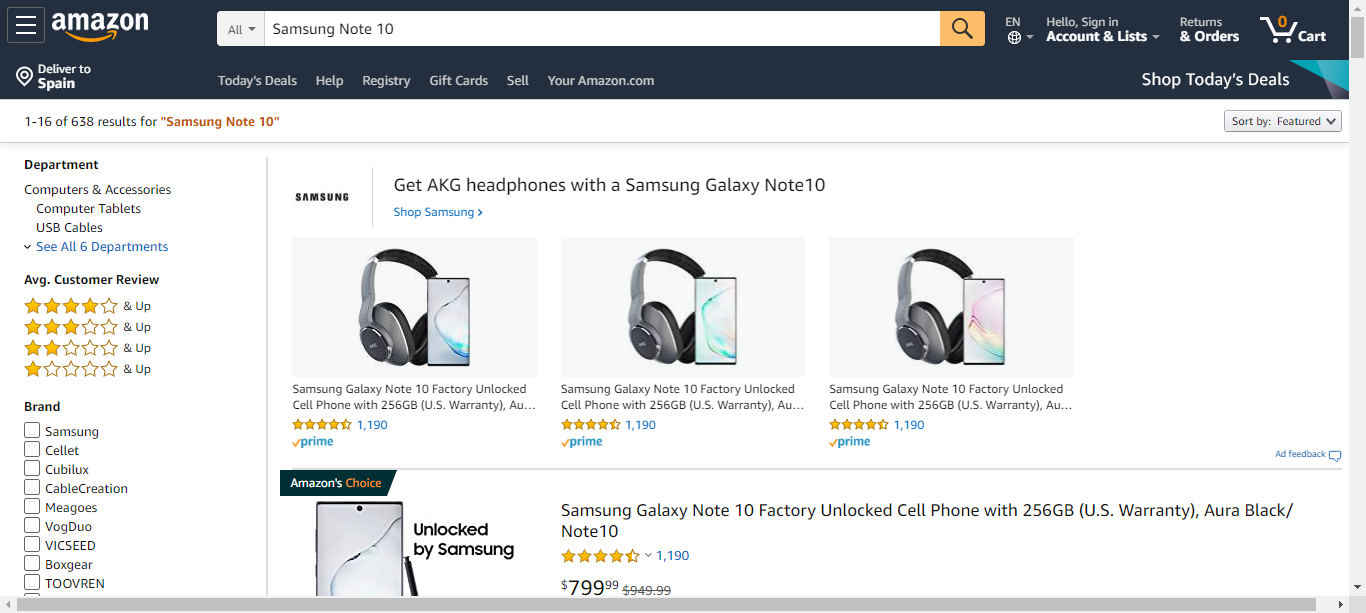 amazon
All
Samsung Note 10
EN
Hello, Sign in
Account & Lists
Returns
& Orders
0
Cart
Deliver to
Spain
Today's Deals
Help
Registry
Gift Cards
Sell
Your Amazon.com
Shop Today's Deals
1-16 of 638 results for "Samsung Note 10"
Sort by: Featured
Department
Computers & Accessories
Computer Tablets
USB Cables
See All 6 Departments
Avg. Customer Review
& Up
& Up
& Up
& Up
Brand
Samsung
Cellet
Cubilux
CableCreation
Meagoes
VogDuo
VICSEED
Boxgear
TOOVREN
SAMSUNG
Get AKG headphones with a Samsung Galaxy Note10
Shop Samsung ›
AKG
AKG
AKG
Samsung Galaxy Note 10 Factory Unlocked
Cell Phone with 256GB (U.S. Warranty), Au...
1,190
prime
Samsung Galaxy Note 10 Factory Unlocked
Cell Phone with 256GB (U.S. Warranty), Au...
1,190
prime
Samsung Galaxy Note 10 Factory Unlocked
Cell Phone with 256GB (U.S. Warranty), Au...
1,190
prime
Ad feedback
Amazon's Choice
Unlocked
by Samsung
Samsung Galaxy Note 10 Factory Unlocked Cell Phone with 256GB (U.S. Warranty), Aura Black/
Note10
1,190
$79999 $949.99